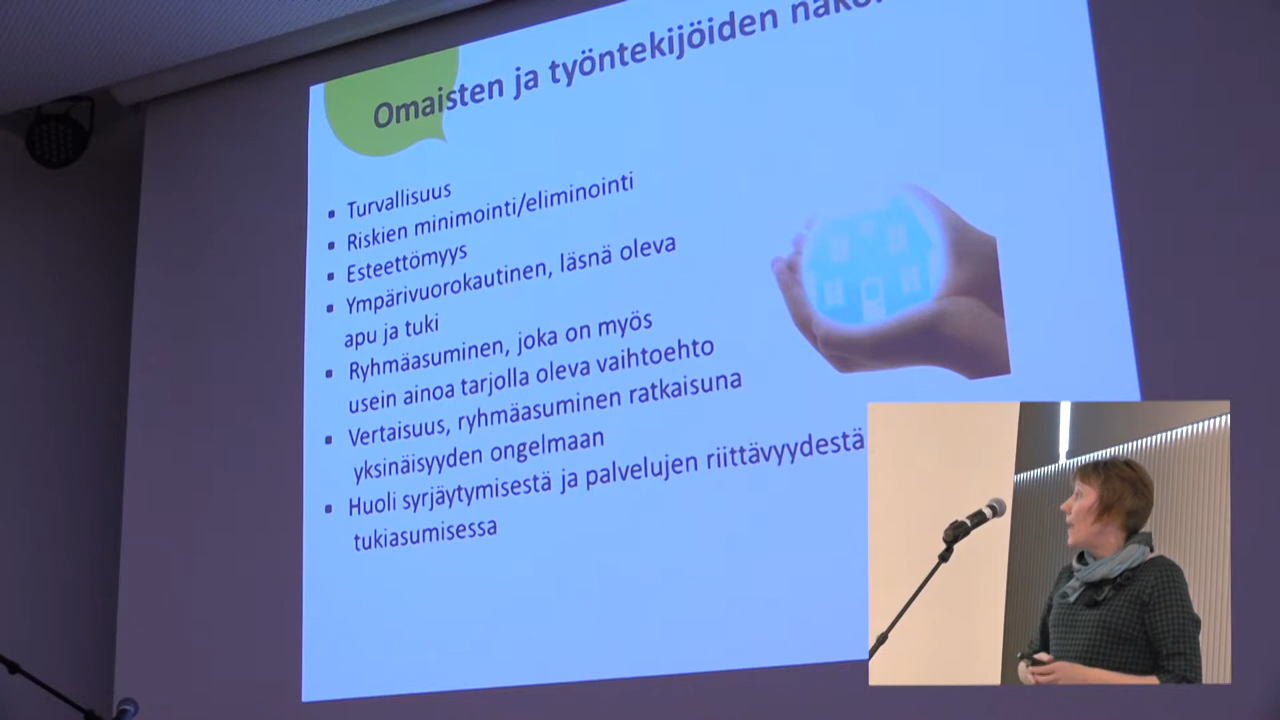 Omaisten ja työntekijöiden
▪ Turvallisuus
▪ Riskien minimointi/eliminointi
▪ Esteettömyys
▪ Ympärivuorokautinen, läsnä oleva
apu ja tuki
▪ Ryhmäasuminen, joka on myös
usein ainoa tarjolla oleva vaihtoehto
▪ Vertaisuus, ryhmäasuminen ratkaisuna
yksinäisyyden ongelmaan
▪ Huoli syrjäytymisestä ja palvelujen riittävyydestä
tukiasumisessa